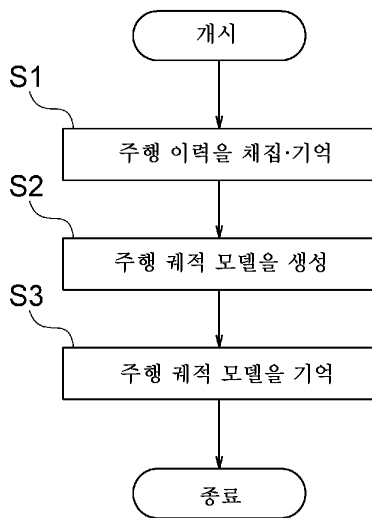 개시
S1
주행 이력을 채집·기억
S2
주행 궤적 모델을 생성
S3
주행 궤적 모델을 기억
종료